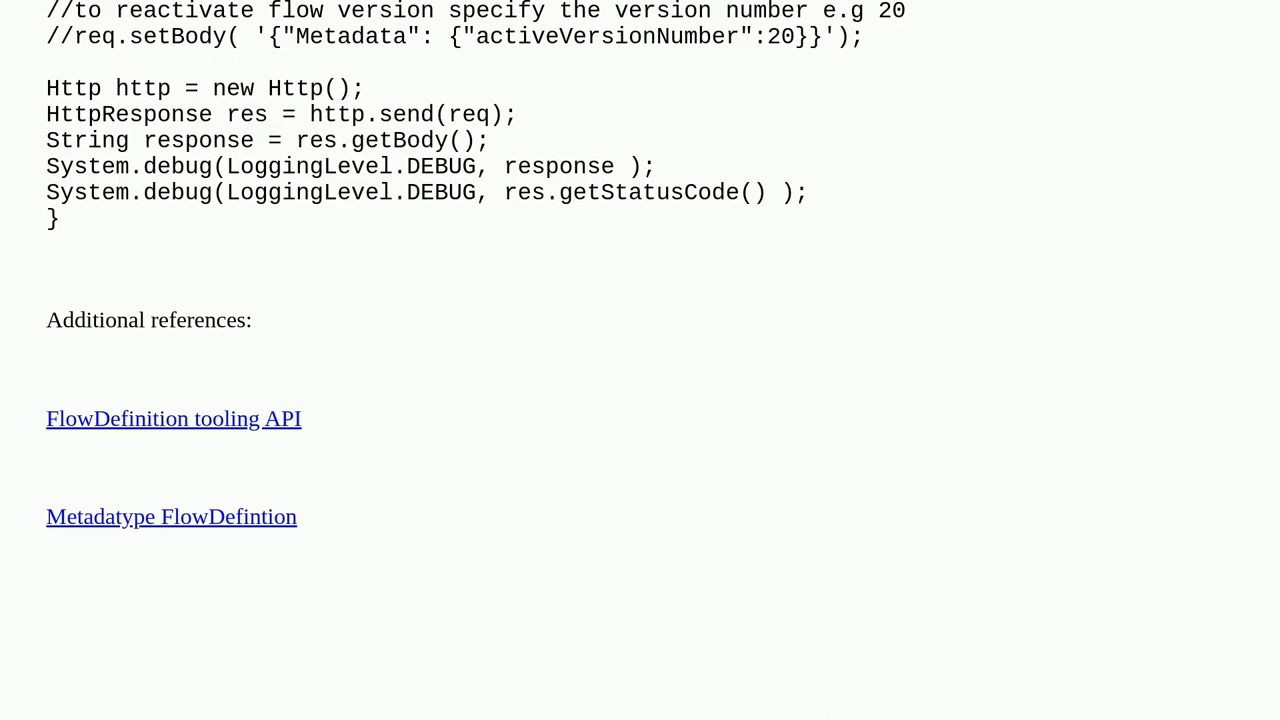 //to reactivate flow version specify the version number e.g 20
//req.setBody( '{"Metadata": {"activeVersionNumber":20}}');
Http http = new Http();
HttpResponse res = http.send(req);
String response = res.getBody();
System.debug(LoggingLevel.DEBUG, response );
System.debug(LoggingLevel.DEBUG, res.getStatusCode() );
}
Additional references:
FlowDefinition tooling API
Metadatype FlowDefintion